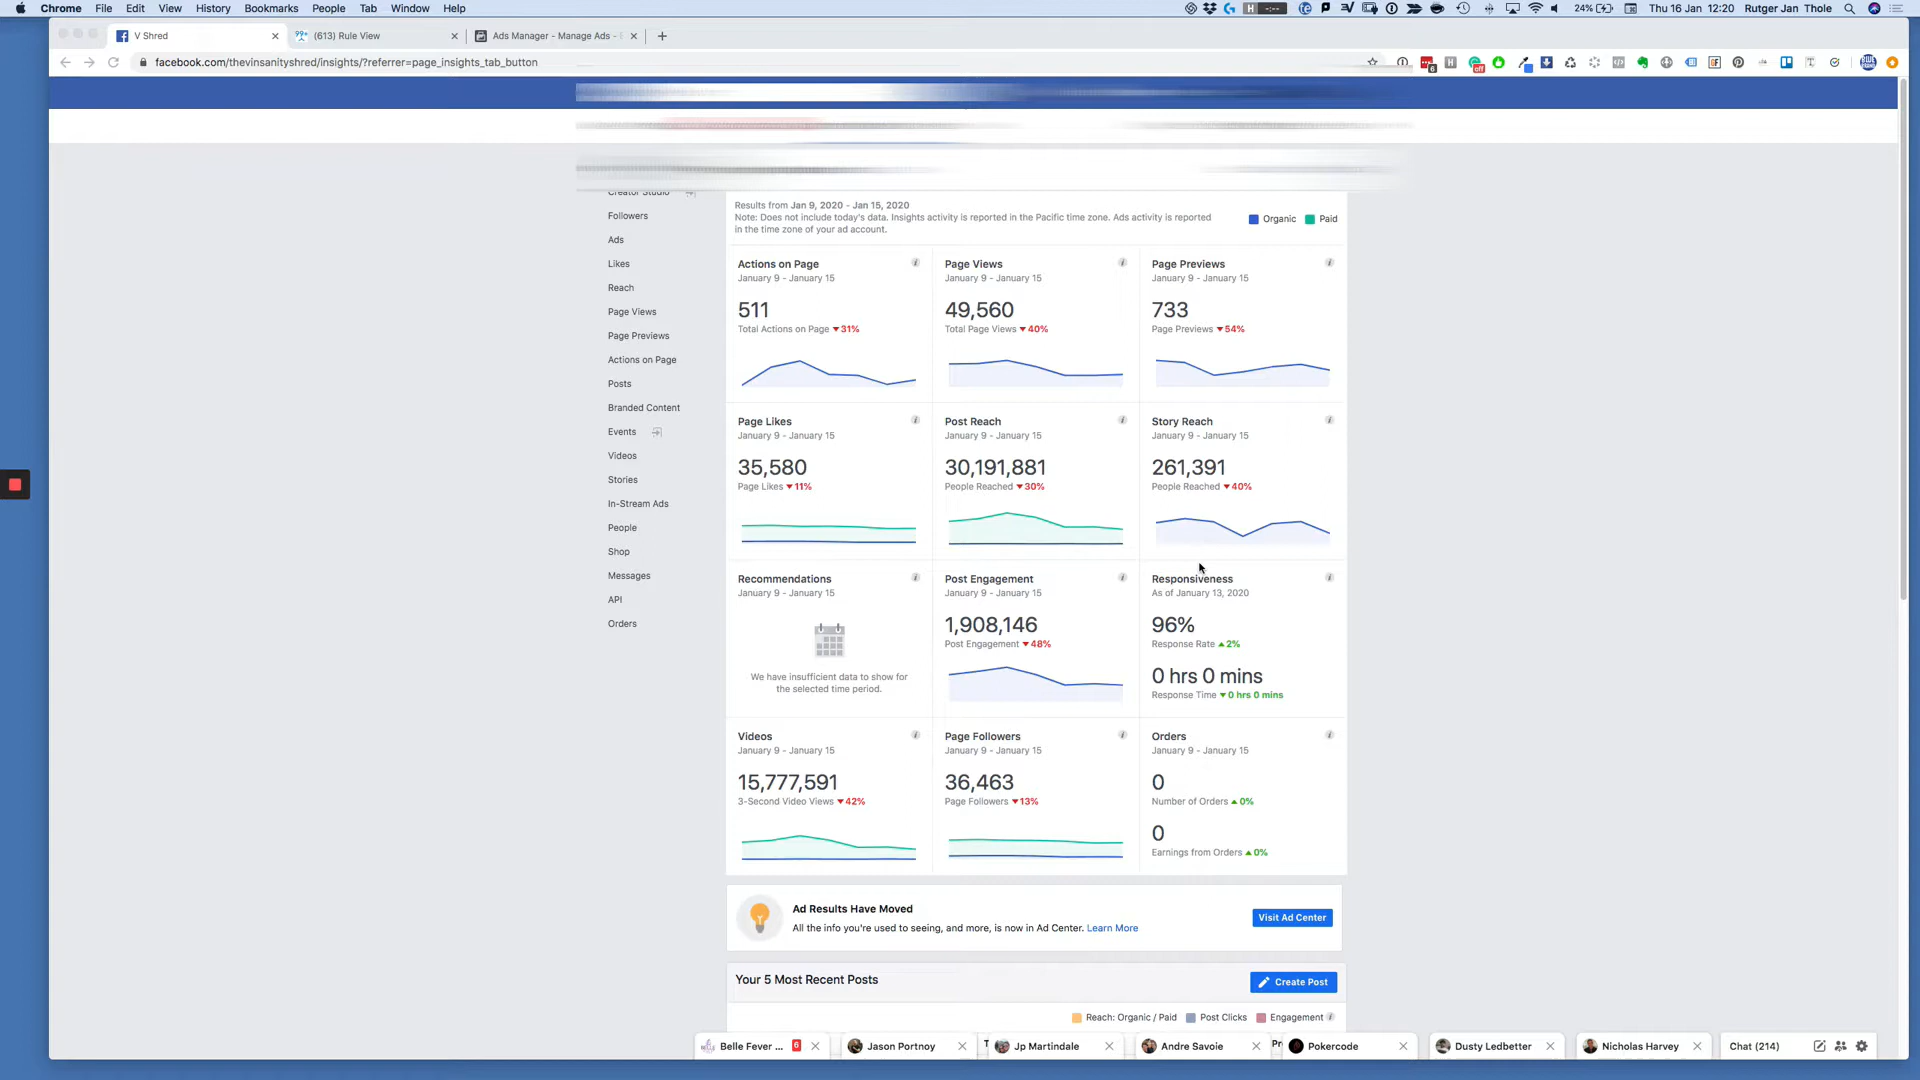 Chrome File Edit View History Bookmarks People Tab Window Help
24% Thu 16 Jan 12:20 Rutger Jan Thole
V Shred
(613) Rule View
Ads Manager - Manage Ads -
facebook.com/thevinsanityshred/insights/?referrer=page_insights_tab_button
Creator Studio
Followers
Ads
Likes
Reach
Page Views
Page Previews
Actions on Page
Posts
Branded Content
Events
Videos
Stories
In-Stream Ads
People
Shop
Messages
API
Orders
Results from Jan 9, 2020 - Jan 15, 2020
Note: Does not include today's data. Insights activity is reported in the Pacific time zone. Ads activity is reported
in the time zone of your ad account.
Organic Paid
Actions on Page
January 9 - January 15
511
Total Actions on Page ▼31%
Page Views
January 9 - January 15
49,560
Total Page Views ▼40%
Page Previews
January 9 - January 15
733
Page Previews ▼54%
Page Likes
January 9 - January 15
35,580
Page Likes ▼11%
Post Reach
January 9 - January 15
30,191,881
People Reached ▼30%
Story Reach
January 9 - January 15
261,391
People Reached ▼40%
Recommendations
January 9 - January 15
We have insufficient data to show for
the selected time period.
Post Engagement
January 9 - January 15
1,908,146
Post Engagement ▼48%
Responsiveness
As of January 13, 2020
96%
Response Rate ▲2%
0 hrs 0 mins
Response Time ▼0 hrs 0 mins
Videos
January 9 - January 15
15,777,591
3-Second Video Views ▼42%
Page Followers
January 9 - January 15
36,463
Page Followers ▼13%
Orders
January 9 - January 15
0
Number of Orders ▲0%
0
Earnings from Orders ▲0%
Ad Results Have Moved
All the info you're used to seeing, and more, is now in Ad Center. Learn More
Visit Ad Center
Your 5 Most Recent Posts
Create Post
Reach: Organic / Paid Post Clicks Engagement
Belle Fever ... 6
Jason Portnoy
Jp Martindale
Andre Savoie
Pokercode
Dusty Ledbetter
Nicholas Harvey
Chat (214)